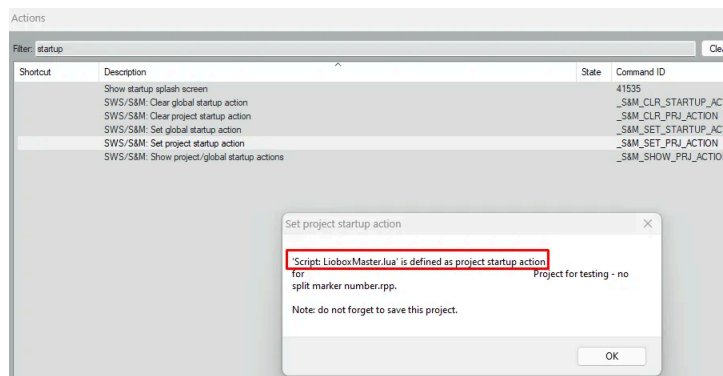 Actions
Filter: startup Clea
Shortcut Description State Command ID
Show startup splash screen 41535
SWS/S&M: Clear global startup action _S&M_CLR_STARTUP_AC
SWS/S&M: Clear project startup action _S&M_CLR_PRJ_ACTION
SWS/S&M: Set global startup action _S&M_SET_STARTUP_AC
SWS/S&M: Set project startup action _S&M_SET_PRJ_ACTION
SWS/S&M: Show project/global startup actions _S&M_SHOW_PRJ_ACTIO
Set project startup action
'Script: LioboxMaster.lua' is defined as project startup action
for Project for testing - no
split marker number.rpp.
Note: do not forget to save this project.
OK